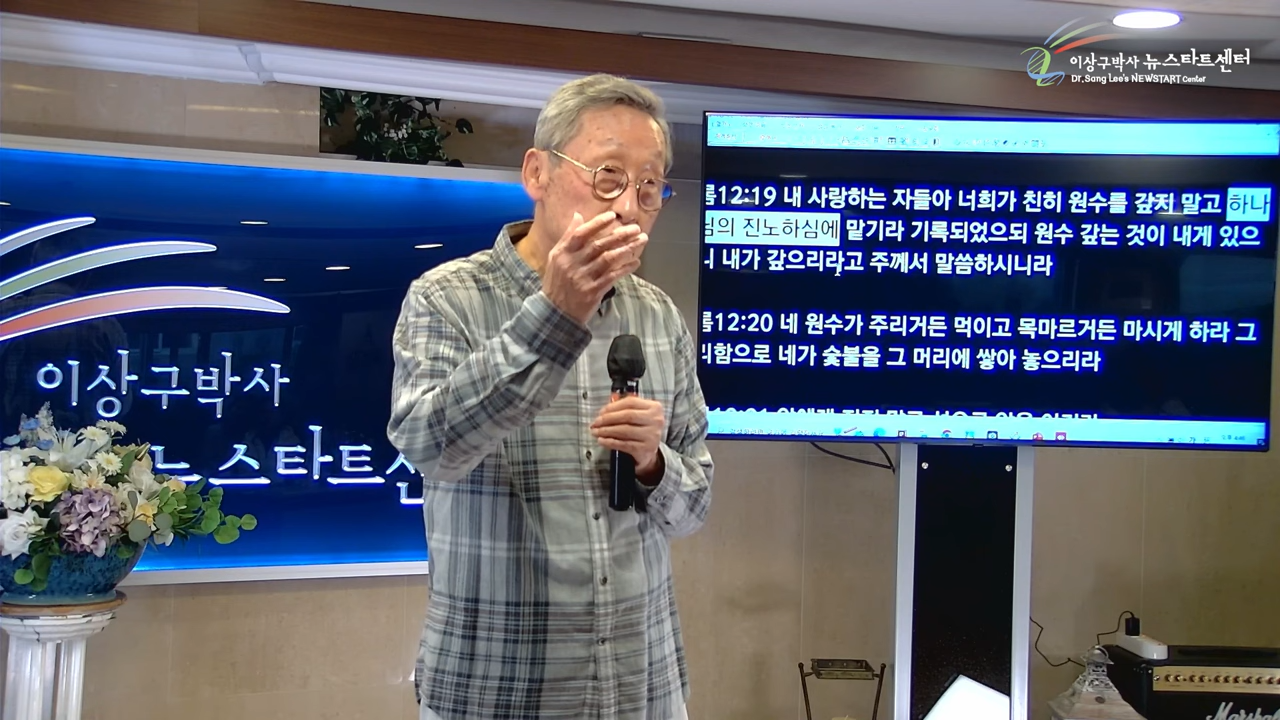 이상구박사 뉴스타트센터
Dr. Sang Lee's NEWSTART Center
롬12:19 내 사랑하는 자들아 너희가 친히 원수를 갚지 말고 하나
님의 진노하심에 맡기라 기록되었으되 원수 갚는 것이 내게 있으
니 내가 갚으리라고 주께서 말씀하시니라
롬12:20 네 원수가 주리거든 먹이고 목마르거든 마시게 하라 그
리함으로 네가 숯불을 그 머리에 쌓아 놓으리라
이상구박사
뉴스타트센
Marshall